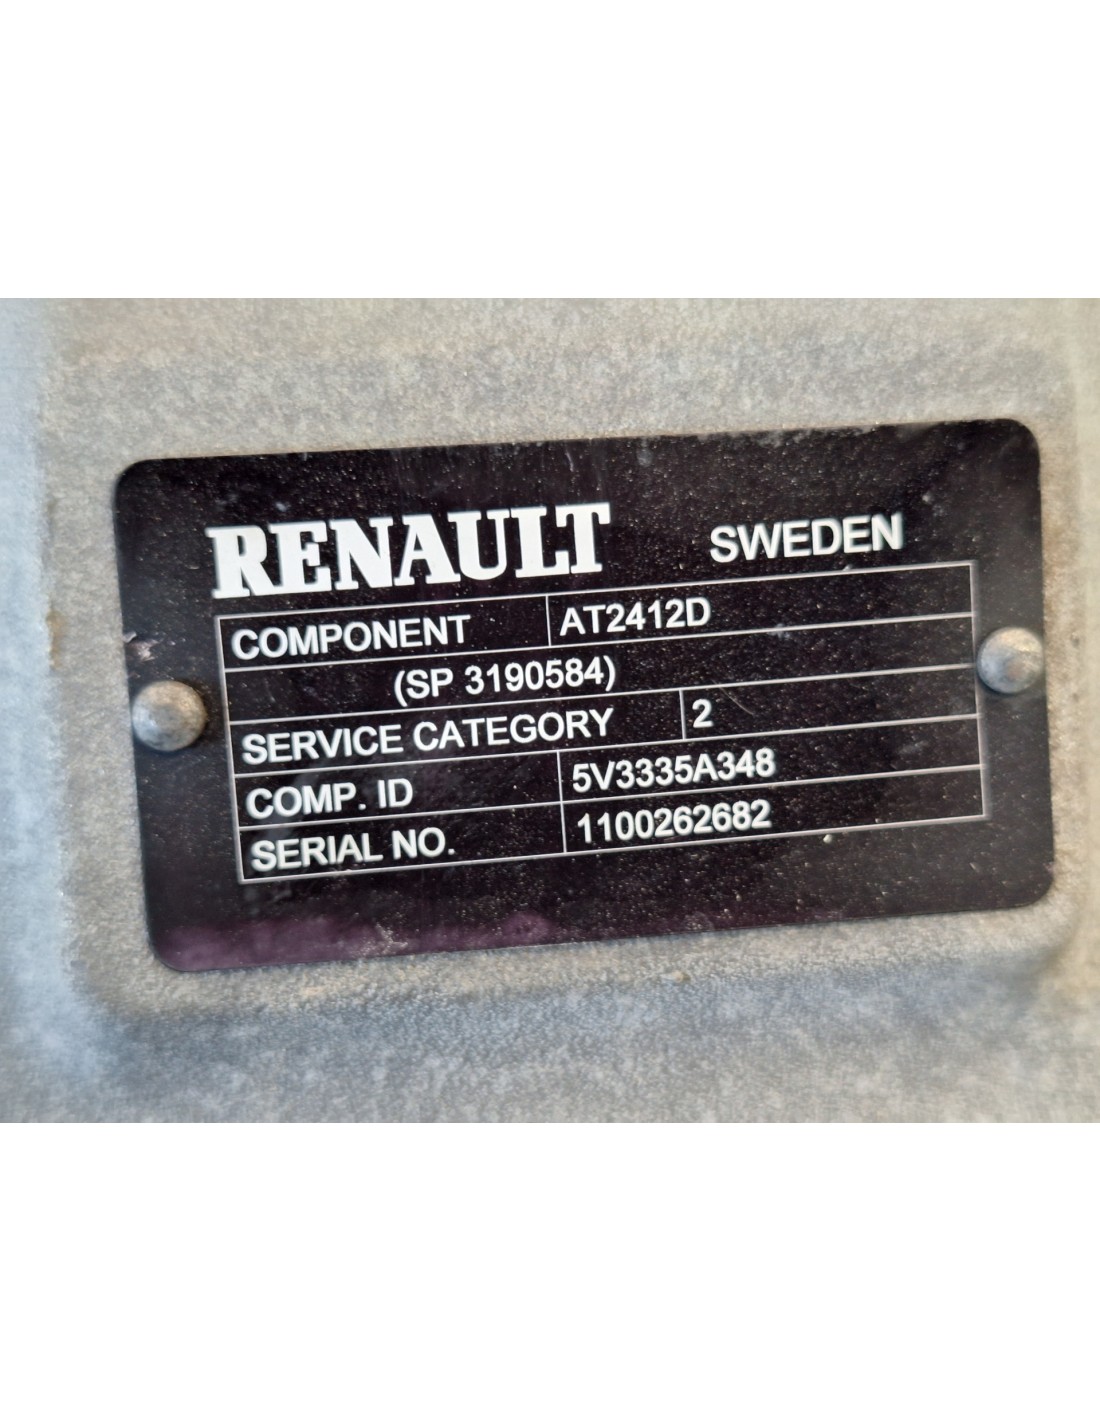 RENAULT SWEDEN
COMPONENT AT2412D
(SP 3190584)
SERVICE CATEGORY 2
COMP. ID 5V3335A348
SERIAL NO. 1100262682